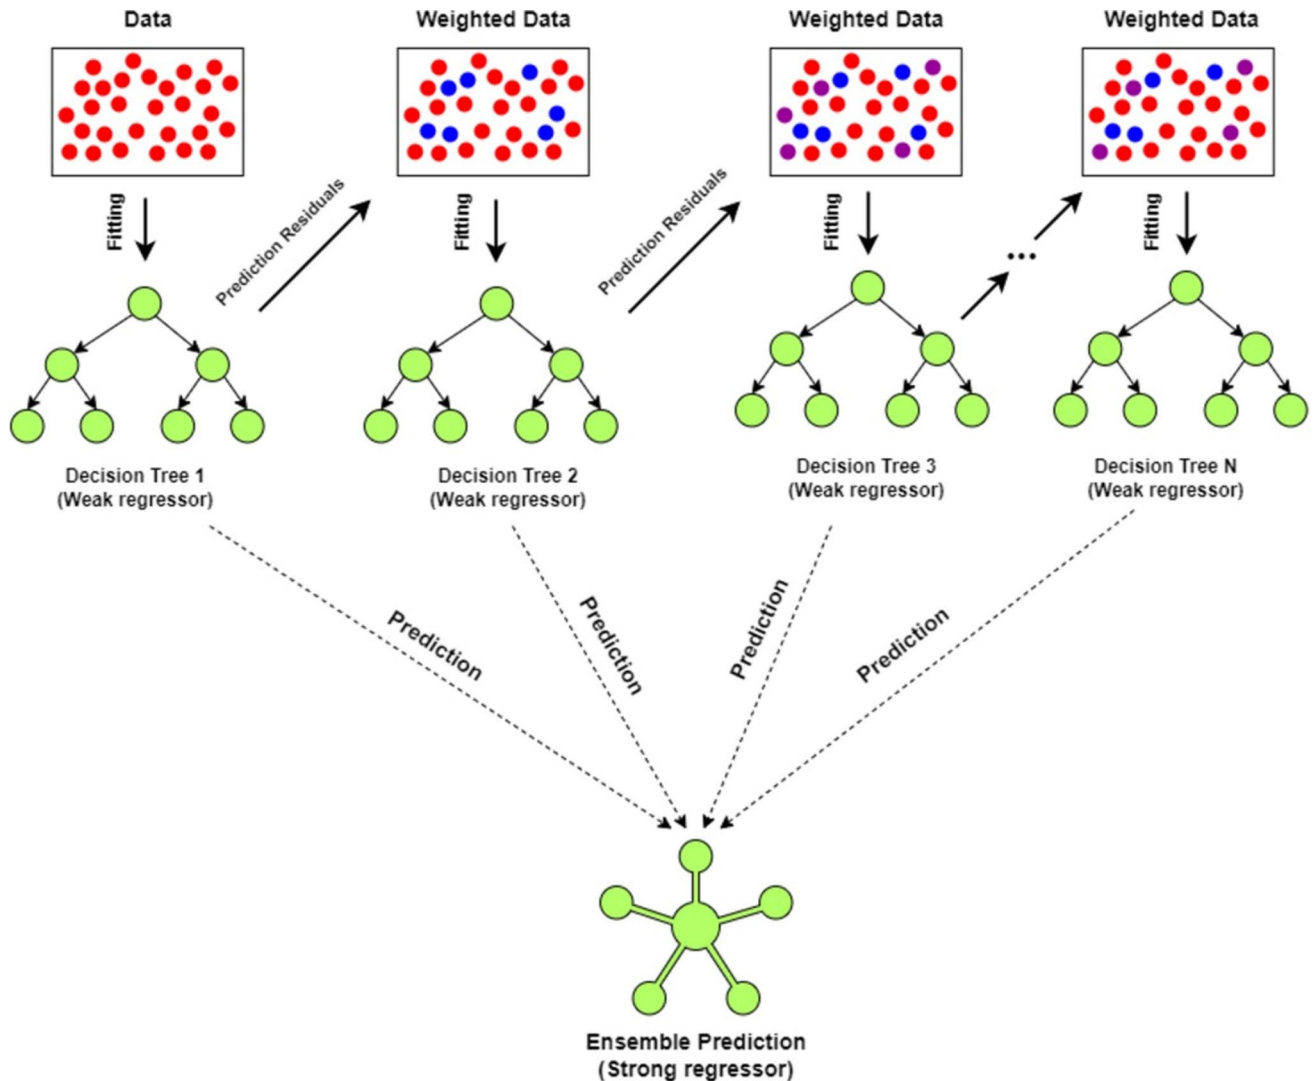 Data
Weighted Data
Weighted Data
Weighted Data
Fitting
Prediction Residuals
Fitting
Prediction Residuals
Fitting
...
Fitting
Decision Tree 1
(Weak regressor)
Decision Tree 2
(Weak regressor)
Decision Tree 3
(Weak regressor)
Decision Tree N
(Weak regressor)
Prediction
Prediction
Prediction
Prediction
Ensemble Prediction
(Strong regressor)